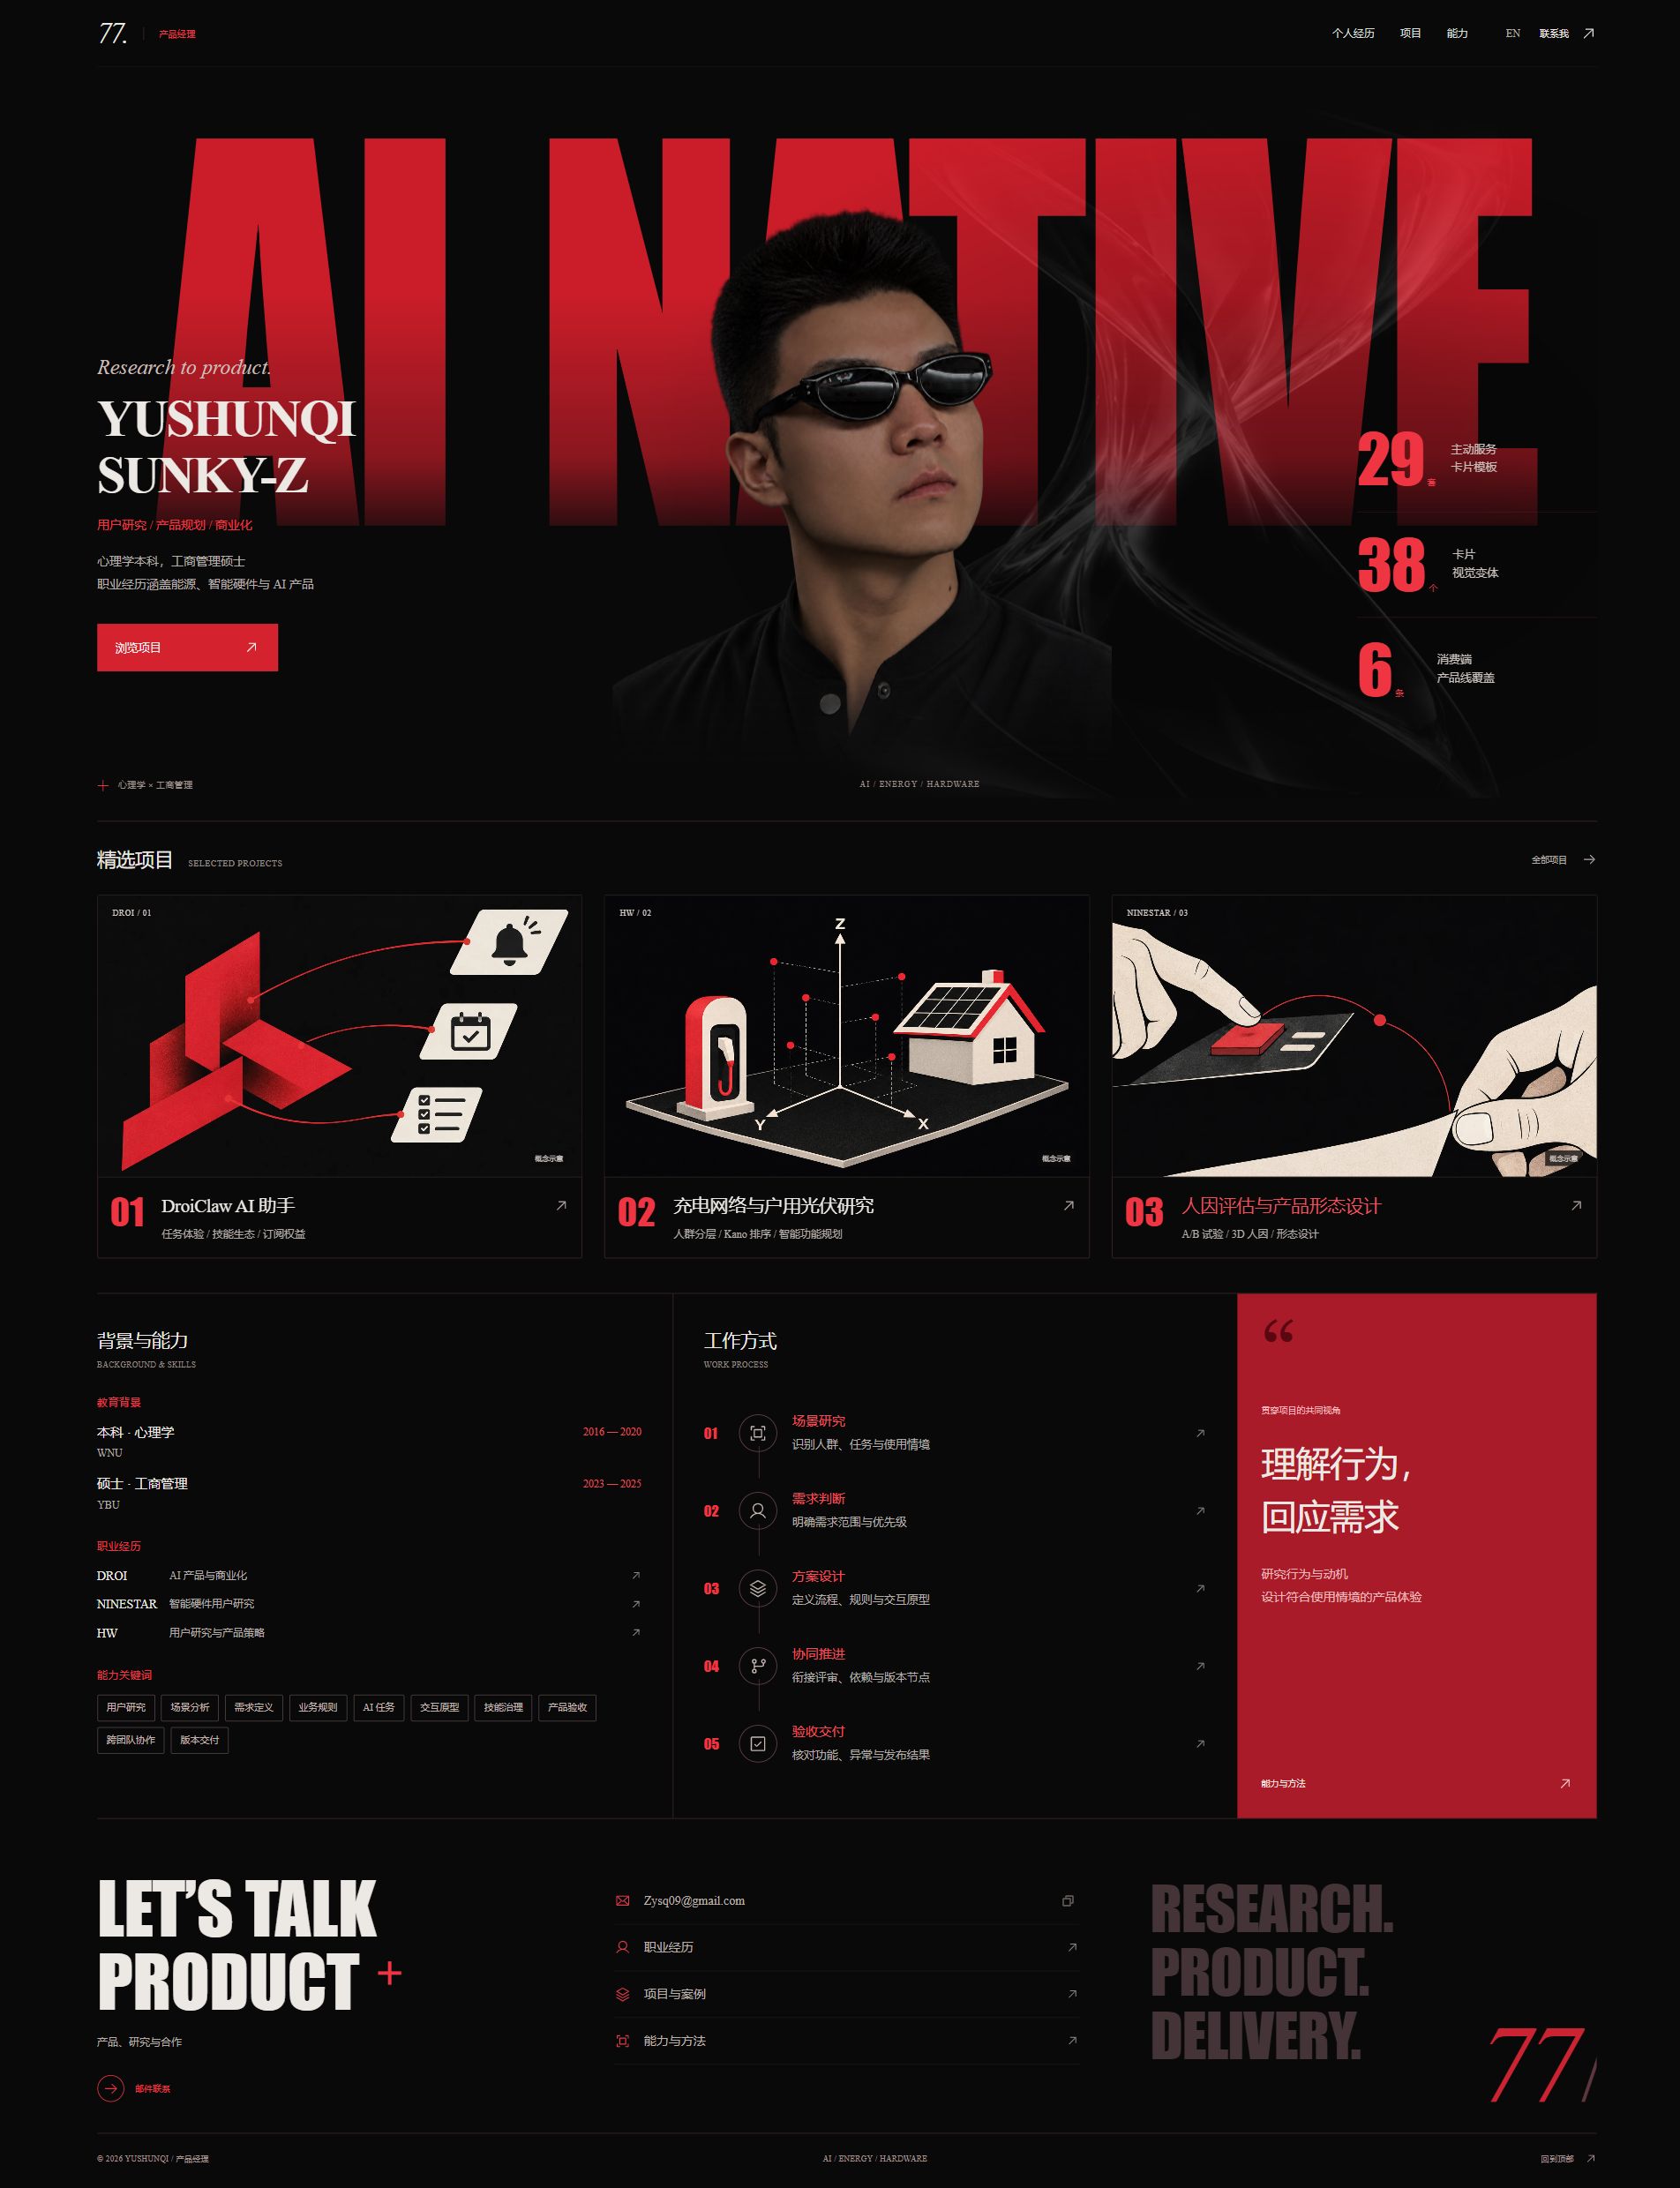 77.
产品经理
个人经历
项目
能力
EN
联系我
AI NATIVE
Research to product.
YUSHUNQI
SUNKY-Z
用户研究 / 产品规划 / 商业化
心理学本科，工商管理硕士
职业经历涵盖能源、智能硬件与 AI 产品
浏览项目
29 套
主动服务
卡片模板
38 个
卡片
视觉变体
6 条
消费端
产品线覆盖
心理学 × 工商管理
AI / ENERGY / HARDWARE
精选项目
SELECTED PROJECTS
全部项目
DROI / 01
概念示意
01
DroiClaw AI 助手
任务体验 / 技能生态 / 订阅权益
HW / 02
Z
Y
X
概念示意
02
充电网络与户用光伏研究
人群分层 / Kano 排序 / 智能功能规划
NINESTAR / 03
概念示意
03
人因评估与产品形态设计
A/B 试验 / 3D 人因 / 形态设计
背景与能力
BACKGROUND & SKILLS
教育背景
本科 · 心理学
2016 — 2020
WNU
硕士 · 工商管理
2023 — 2025
YBU
职业经历
DROI
AI 产品与商业化
NINESTAR
智能硬件用户研究
HW
用户研究与产品策略
能力关键词
用户研究
场景分析
需求定义
业务规则
AI 任务
交互原型
技能治理
产品验收
跨团队协作
版本交付
工作方式
WORK PROCESS
01
场景研究
识别人群、任务与使用情境
02
需求判断
明确需求范围与优先级
03
方案设计
定义流程、规则与交互原型
04
协同推进
衔接评审、依赖与版本节点
05
验收交付
核对功能、异常与发布结果
“
贯穿项目的共同视角
理解行为，
回应需求
研究行为与动机
设计符合使用情境的产品体验
能力与方法
LET’S TALK
PRODUCT +
产品、研究与合作
邮件联系
Zysq09@gmail.com
职业经历
项目与案例
能力与方法
RESEARCH.
PRODUCT.
DELIVERY.
77/
© 2026 YUSHUNQI / 产品经理
AI / ENERGY / HARDWARE
回到顶部